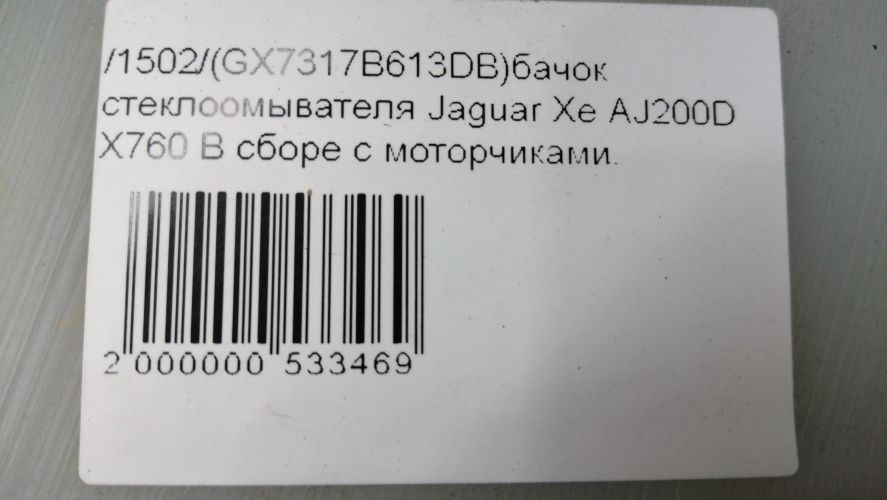 /1502/(GX7317B613DB)бачок
стеклоомывателя Jaguar Xe AJ200D
X760 В сборе с моторчиками.
2 000000 533469